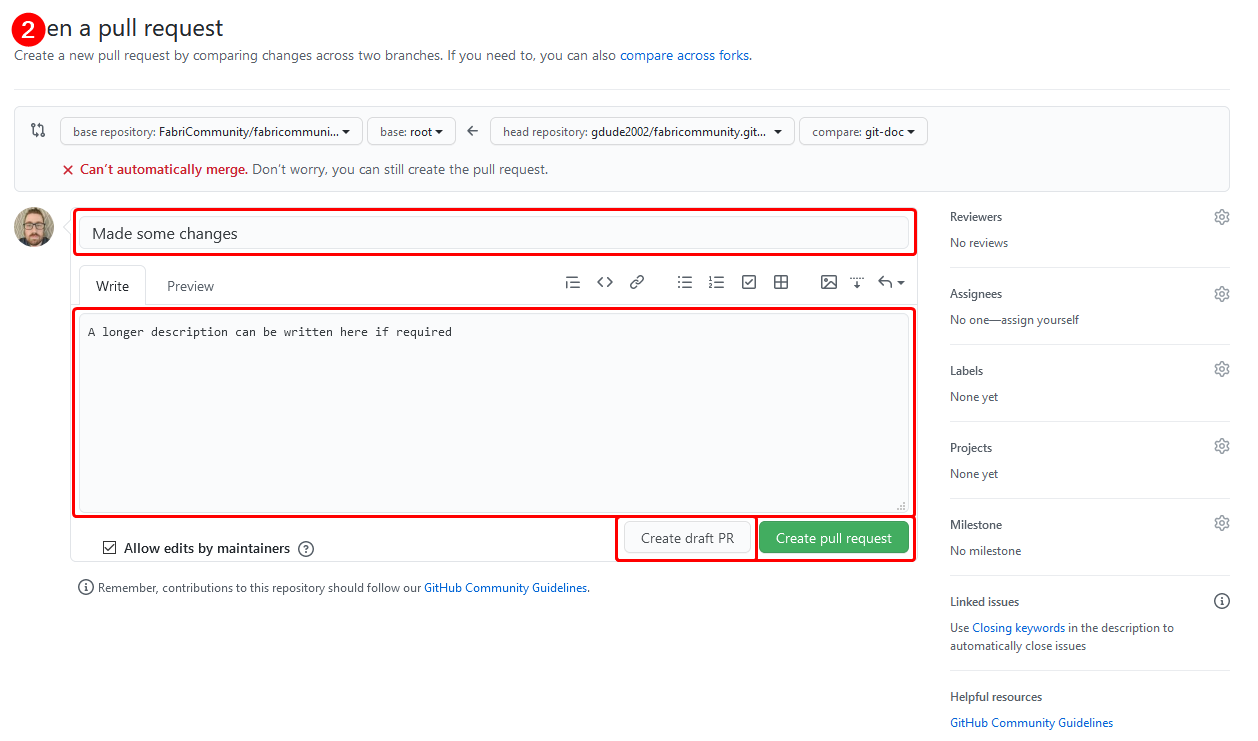 2 en a pull request
Create a new pull request by comparing changes across two branches. If you need to, you can also compare across forks.
base repository: FabriCommunity/fabricommuni... base: root head repository: gdude2002/fabricommunity.git... compare: git-doc
Can't automatically merge. Don't worry, you can still create the pull request.
Made some changes
Write Preview
A longer description can be written here if required
Allow edits by maintainers
Create draft PR
Create pull request
Remember, contributions to this repository should follow our GitHub Community Guidelines.
Reviewers
No reviews
Assignees
No one—assign yourself
Labels
None yet
Projects
None yet
Milestone
No milestone
Linked issues
Use Closing keywords in the description to
automatically close issues
Helpful resources
GitHub Community Guidelines